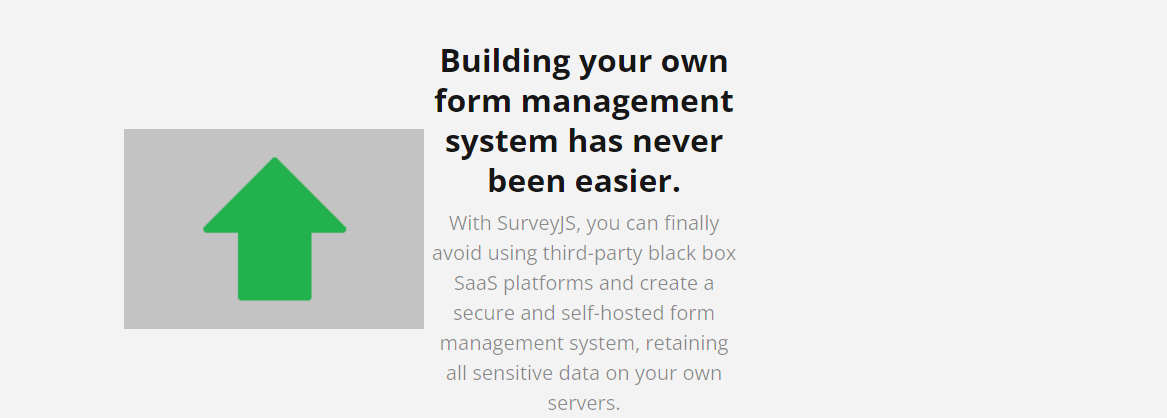 Building your own
form management
system has never
been easier.
With SurveyJS, you can finally
avoid using third-party black box
SaaS platforms and create a
secure and self-hosted form
management system, retaining
all sensitive data on your own
servers.